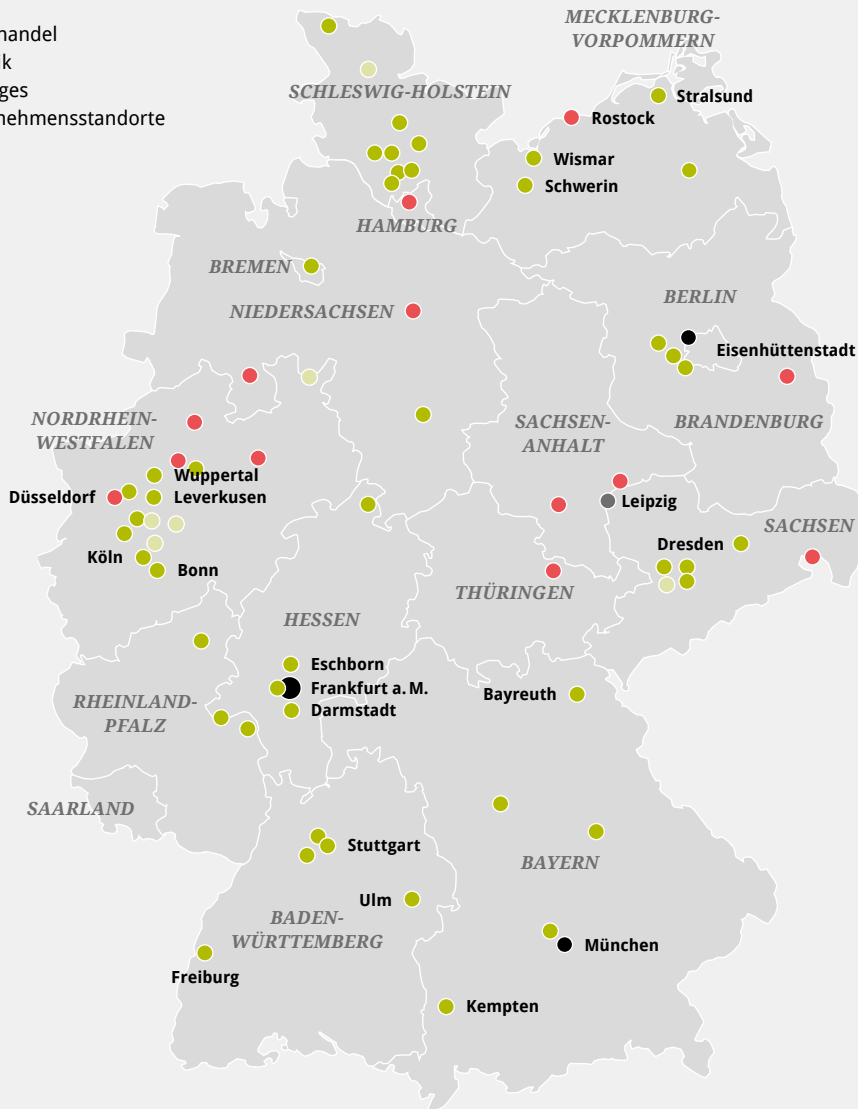 handel
ik
ges
nehmensstandorte
MECKLENBURG-
VORPOMMERN
SCHLESWIG-HOLSTEIN
Stralsund
Rostock
Wismar
Schwerin
HAMBURG
BREMEN
NIEDERSACHSEN
BERLIN
Eisenhüttenstadt
NORDRHEIN-
WESTFALEN
SACHSEN-
ANHALT
BRANDENBURG
Wuppertal
Düsseldorf
Leverkusen
Leipzig
SACHSEN
Köln
Dresden
Bonn
THÜRINGEN
HESSEN
Eschborn
Frankfurt a. M.
Darmstadt
RHEINLAND-
PFALZ
Bayreuth
SAARLAND
Stuttgart
BAYERN
Ulm
BADEN-
WÜRTTEMBERG
München
Freiburg
Kempten